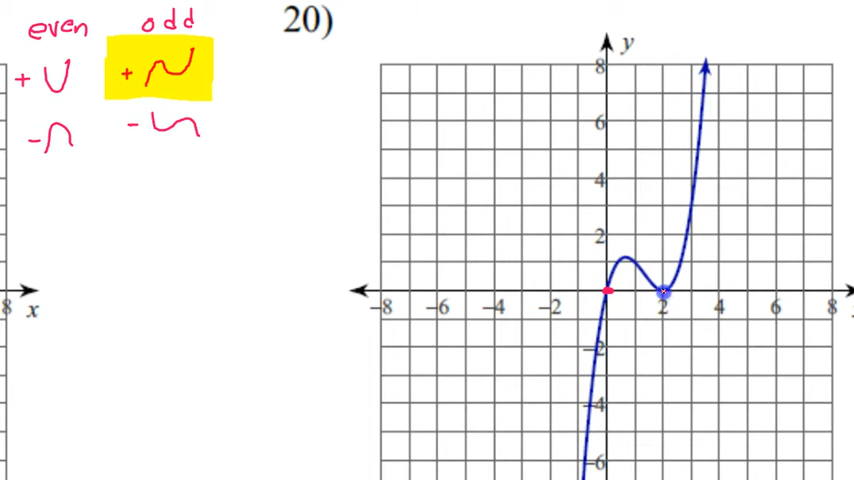 even odd
20)
+ +
- -
y
8
6
4
2
8 x
-8 -6 -4 -2 2 4 6 8
-2
-4
-6